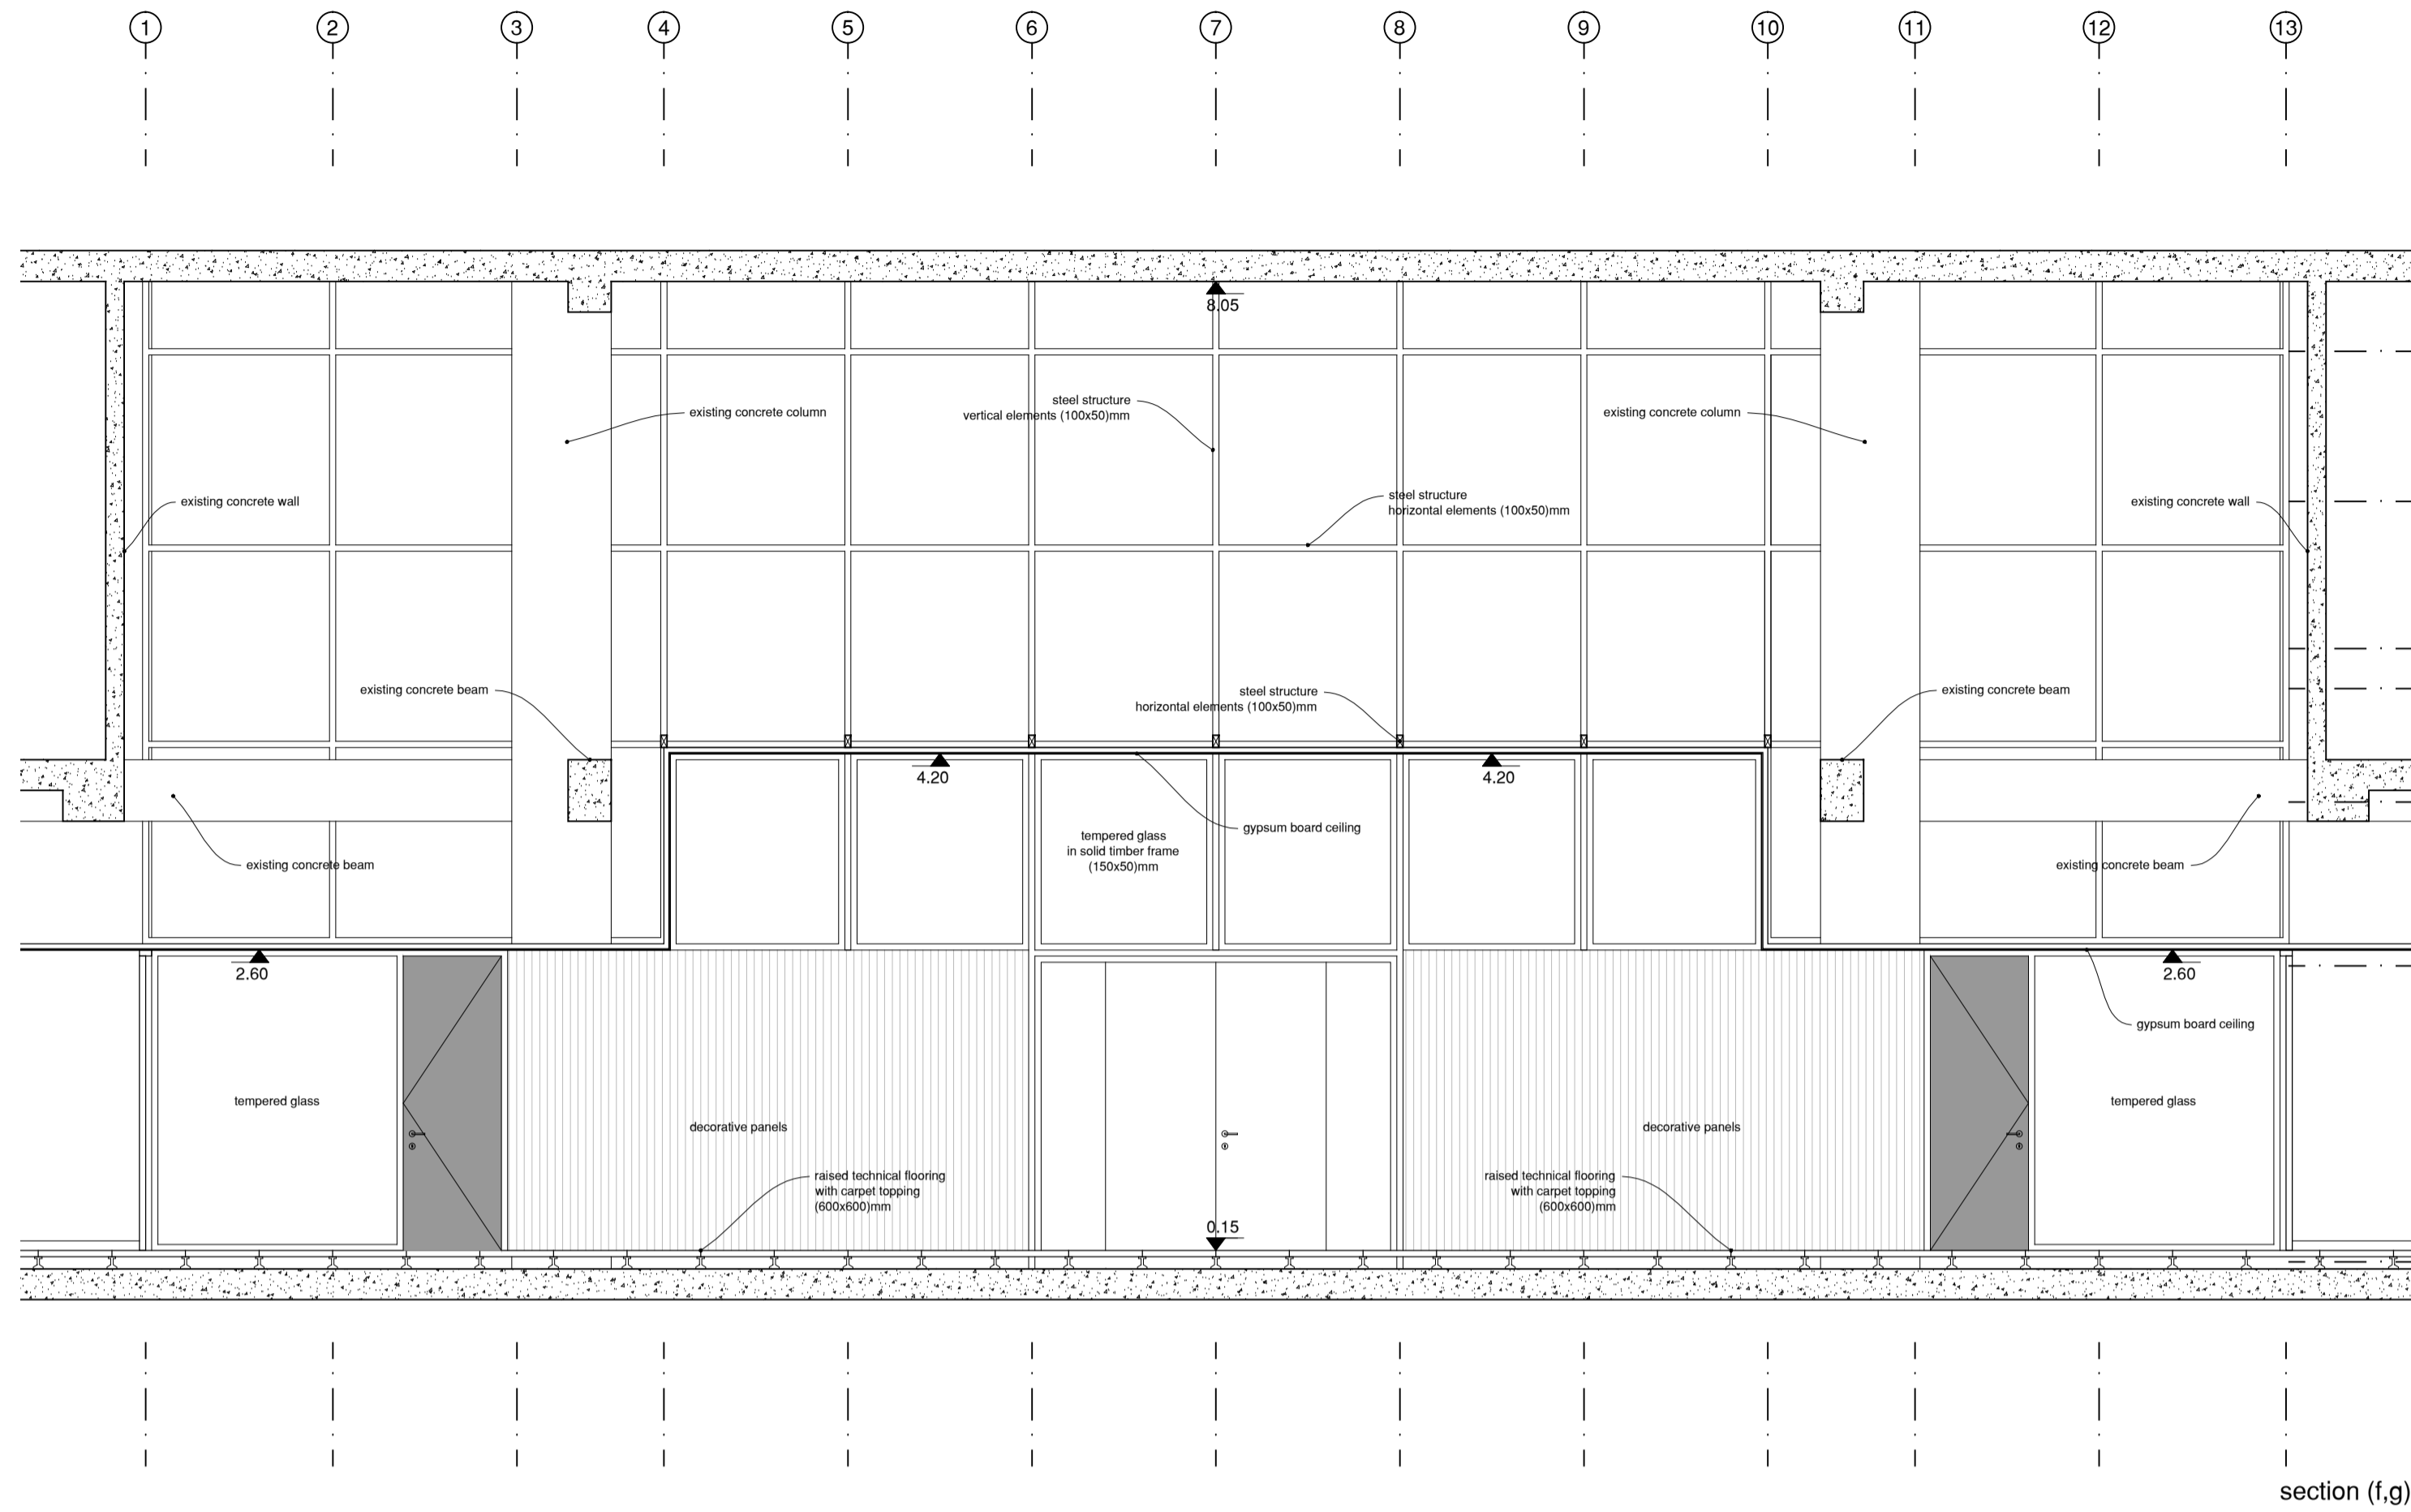 1 2 3 4 5 6 7 8 9 10 11 12 13
8.05
steel structure
vertical elements (100x50)mm
existing concrete column
existing concrete column
steel structure
horizontal elements (100x50)mm
existing concrete wall
existing concrete wall
existing concrete beam
steel structure
horizontal elements (100x50)mm
existing concrete beam
4.20
4.20
tempered glass
in solid timber frame
(150x50)mm
gypsum board ceiling
existing concrete beam
existing concrete beam
2.60
2.60
gypsum board ceiling
tempered glass
tempered glass
decorative panels
decorative panels
raised technical flooring
with carpet topping
(600x600)mm
raised technical flooring
with carpet topping
(600x600)mm
0.15
section (f,g)